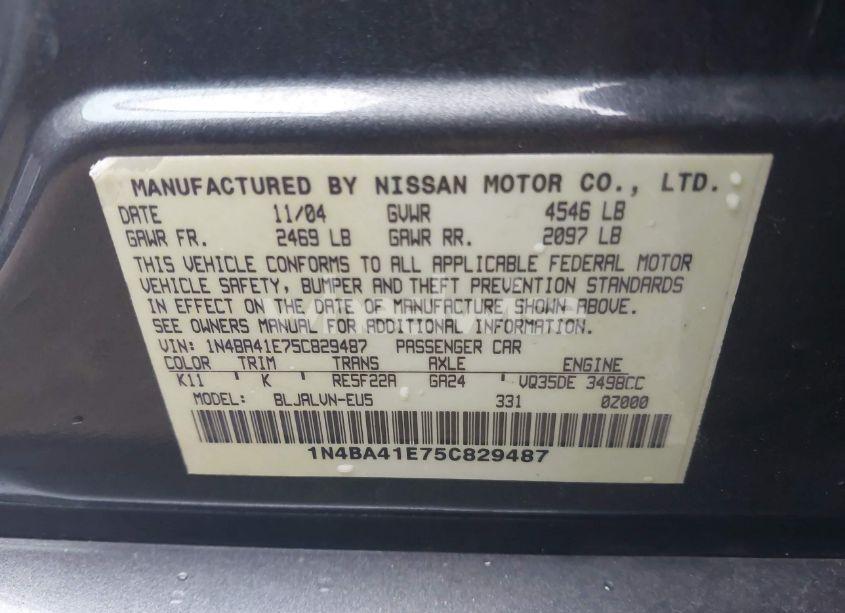 MANUFACTURED BY NISSAN MOTOR CO., LTD.
DATE 11/04 GVWR 4546 LB
GAWR FR. 2469 LB GAWR RR. 2097 LB
THIS VEHICLE CONFORMS TO ALL APPLICABLE FEDERAL MOTOR
VEHICLE SAFETY, BUMPER AND THEFT PREVENTION STANDARDS
IN EFFECT ON THE DATE OF MANUFACTURE SHOWN ABOVE.
SEE OWNERS MANUAL FOR ADDITIONAL INFORMATION.
VIN: 1N4BA41E75C829487 PASSENGER CAR
COLOR TRIM TRANS AXLE ENGINE
K11 K RE5F22A GA24 VQ35DE 3498CC
MODEL: BLJALVN-EU5 331 0Z000
1N4BA41E75C829487